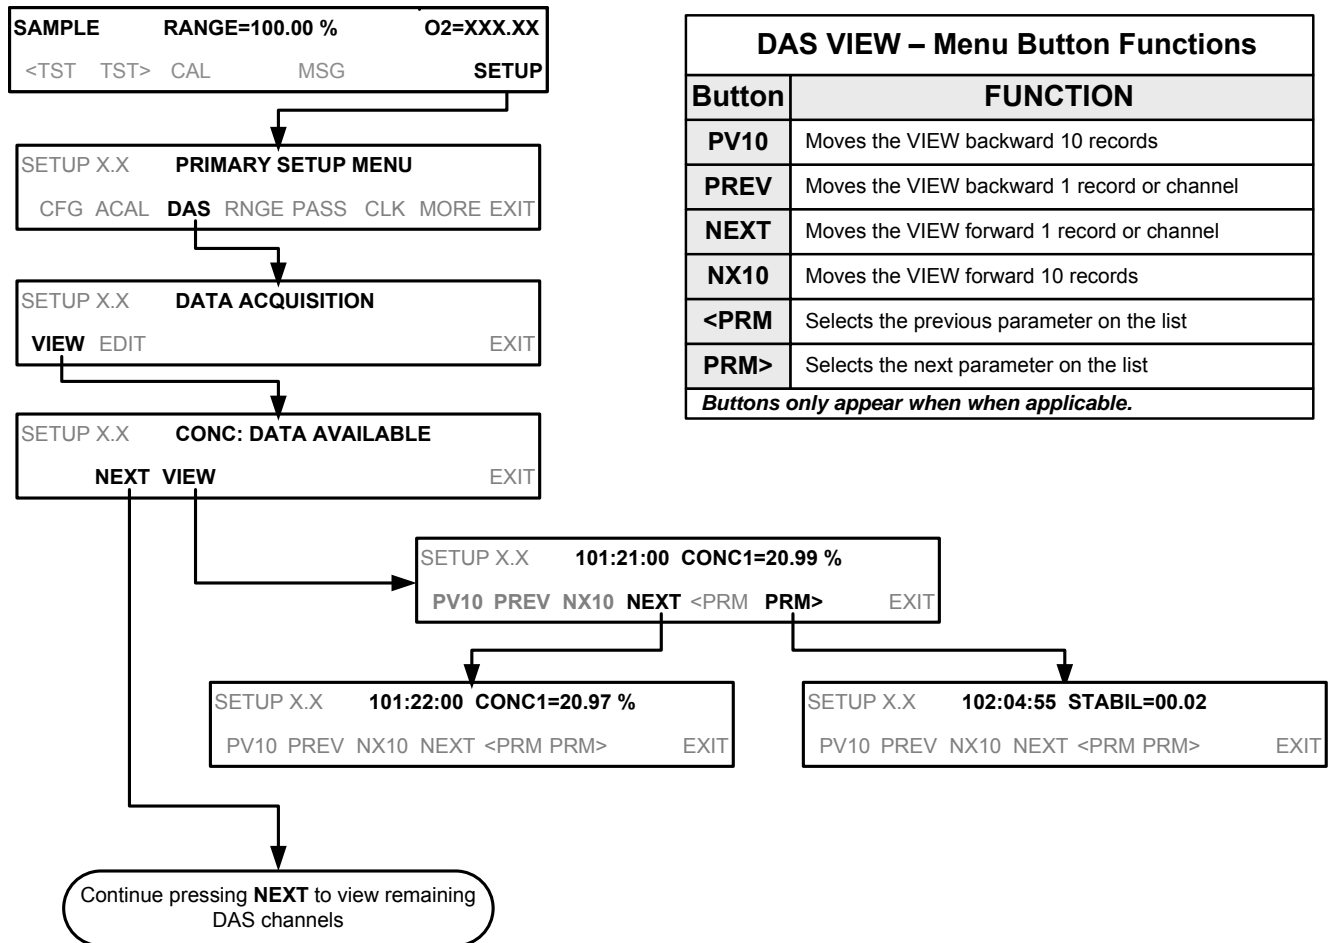 SAMPLE RANGE=100.00 % O2=XXX.XX
<TST TST> CAL MSG SETUP
SETUP X.X PRIMARY SETUP MENU
CFG ACAL DAS RNGE PASS CLK MORE EXIT
SETUP X.X DATA ACQUISITION
VIEW EDIT EXIT
SETUP X.X CONC: DATA AVAILABLE
NEXT VIEW EXIT
DAS VIEW – Menu Button Functions
Button FUNCTION
PV10 Moves the VIEW backward 10 records
PREV Moves the VIEW backward 1 record or channel
NEXT Moves the VIEW forward 1 record or channel
NX10 Moves the VIEW forward 10 records
<PRM Selects the previous parameter on the list
PRM> Selects the next parameter on the list
Buttons only appear when when applicable.
SETUP X.X 101:21:00 CONC1=20.99 %
PV10 PREV NX10 NEXT <PRM PRM> EXIT
SETUP X.X 101:22:00 CONC1=20.97 %
PV10 PREV NX10 NEXT <PRM PRM> EXIT
SETUP X.X 102:04:55 STABIL=00.02
PV10 PREV NX10 NEXT <PRM PRM> EXIT
Continue pressing NEXT to view remaining
DAS channels